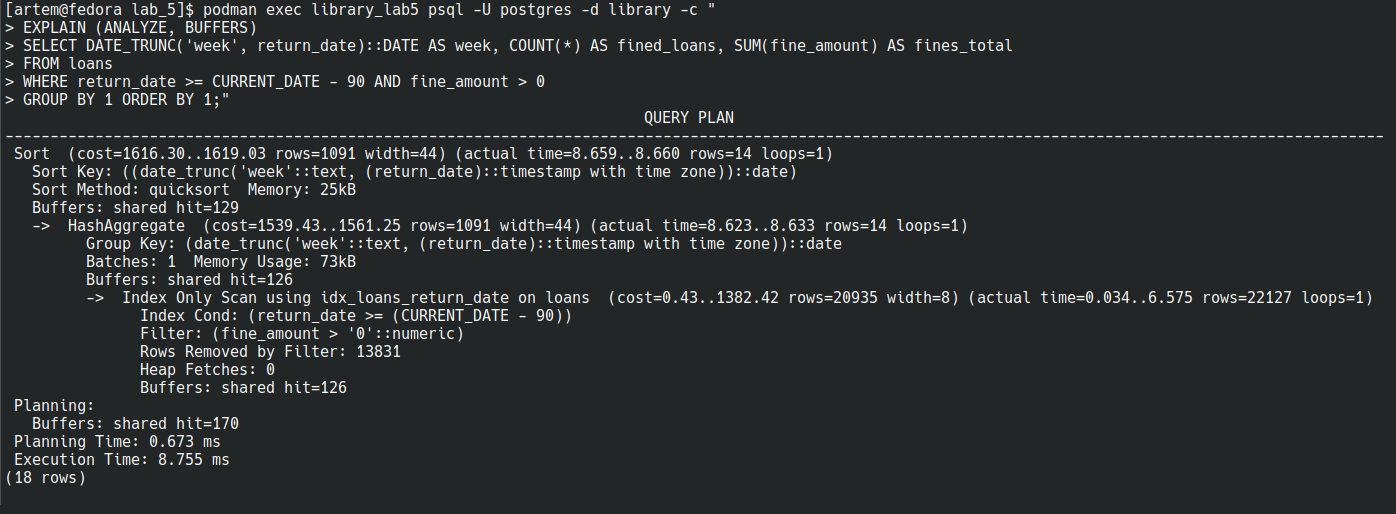 [artem@fedora lab_5]$ podman exec library_lab5 psql -U postgres -d library -c "
> EXPLAIN (ANALYZE, BUFFERS)
> SELECT DATE_TRUNC('week', return_date)::DATE AS week, COUNT(*) AS fined_loans, SUM(fine_amount) AS fines_total
> FROM loans
> WHERE return_date >= CURRENT_DATE - 90 AND fine_amount > 0
> GROUP BY 1 ORDER BY 1;"
QUERY PLAN
---------------------------------------------------------------------------------------------------------------------------------------------------------
Sort  (cost=1616.30..1619.03 rows=1091 width=44) (actual time=8.659..8.660 rows=14 loops=1)
  Sort Key: ((date_trunc('week'::text, (return_date)::timestamp with time zone))::date)
  Sort Method: quicksort  Memory: 25kB
  Buffers: shared hit=129
  ->  HashAggregate  (cost=1539.43..1561.25 rows=1091 width=44) (actual time=8.623..8.633 rows=14 loops=1)
        Group Key: (date_trunc('week'::text, (return_date)::timestamp with time zone))::date
        Batches: 1  Memory Usage: 73kB
        Buffers: shared hit=126
        ->  Index Only Scan using idx_loans_return_date on loans  (cost=0.43..1382.42 rows=20935 width=8) (actual time=0.034..6.575 rows=22127 loops=1)
              Index Cond: (return_date >= (CURRENT_DATE - 90))
              Filter: (fine_amount > '0'::numeric)
              Rows Removed by Filter: 13831
              Heap Fetches: 0
              Buffers: shared hit=126
Planning:
  Buffers: shared hit=170
Planning Time: 0.673 ms
Execution Time: 8.755 ms
(18 rows)